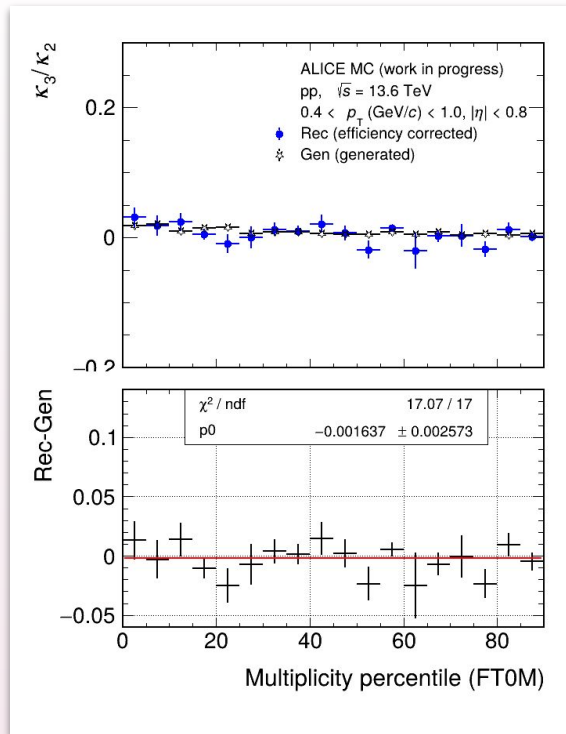 κ₃/κ₂
ALICE MC (work in progress)
pp, √s = 13.6 TeV
0.4 < p_T (GeV/c) < 1.0, |η| < 0.8
Rec (efficiency corrected)
Gen (generated)
0.2
0
−0.2
Rec-Gen
χ² / ndf 17.07 / 17
p0 −0.001637 ± 0.002573
0.1
0.05
0
−0.05
0 20 40 60 80
Multiplicity percentile (FT0M)